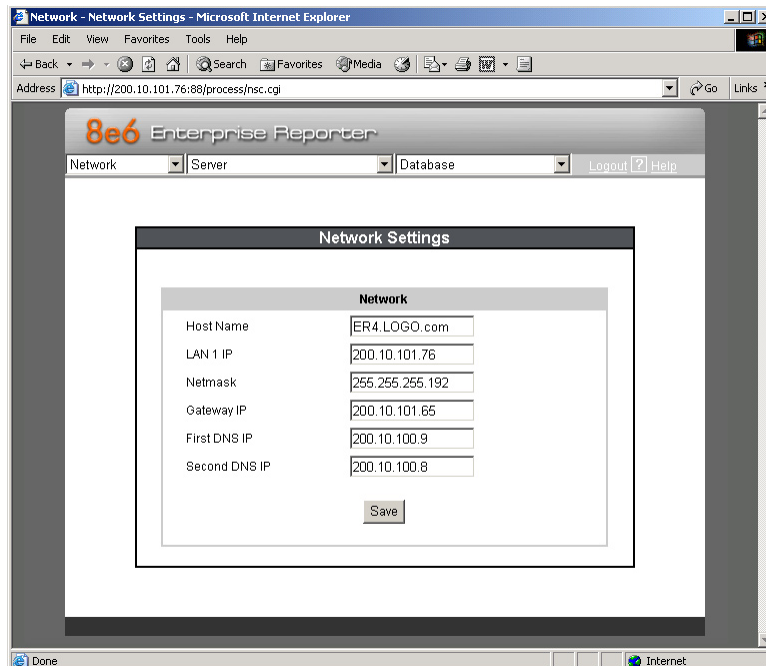 Network - Network Settings - Microsoft Internet Explorer
File Edit View Favorites Tools Help
Back Search Favorites Media
Address http://200.10.101.76:88/process/nsc.cgi Go Links
8e6 Enterprise Reporter
Network Server Database Logout ? Help
Network Settings
Network
Host Name ER4.LOGO.com
LAN 1 IP 200.10.101.76
Netmask 255.255.255.192
Gateway IP 200.10.101.65
First DNS IP 200.10.100.9
Second DNS IP 200.10.100.8
Save
Done Internet